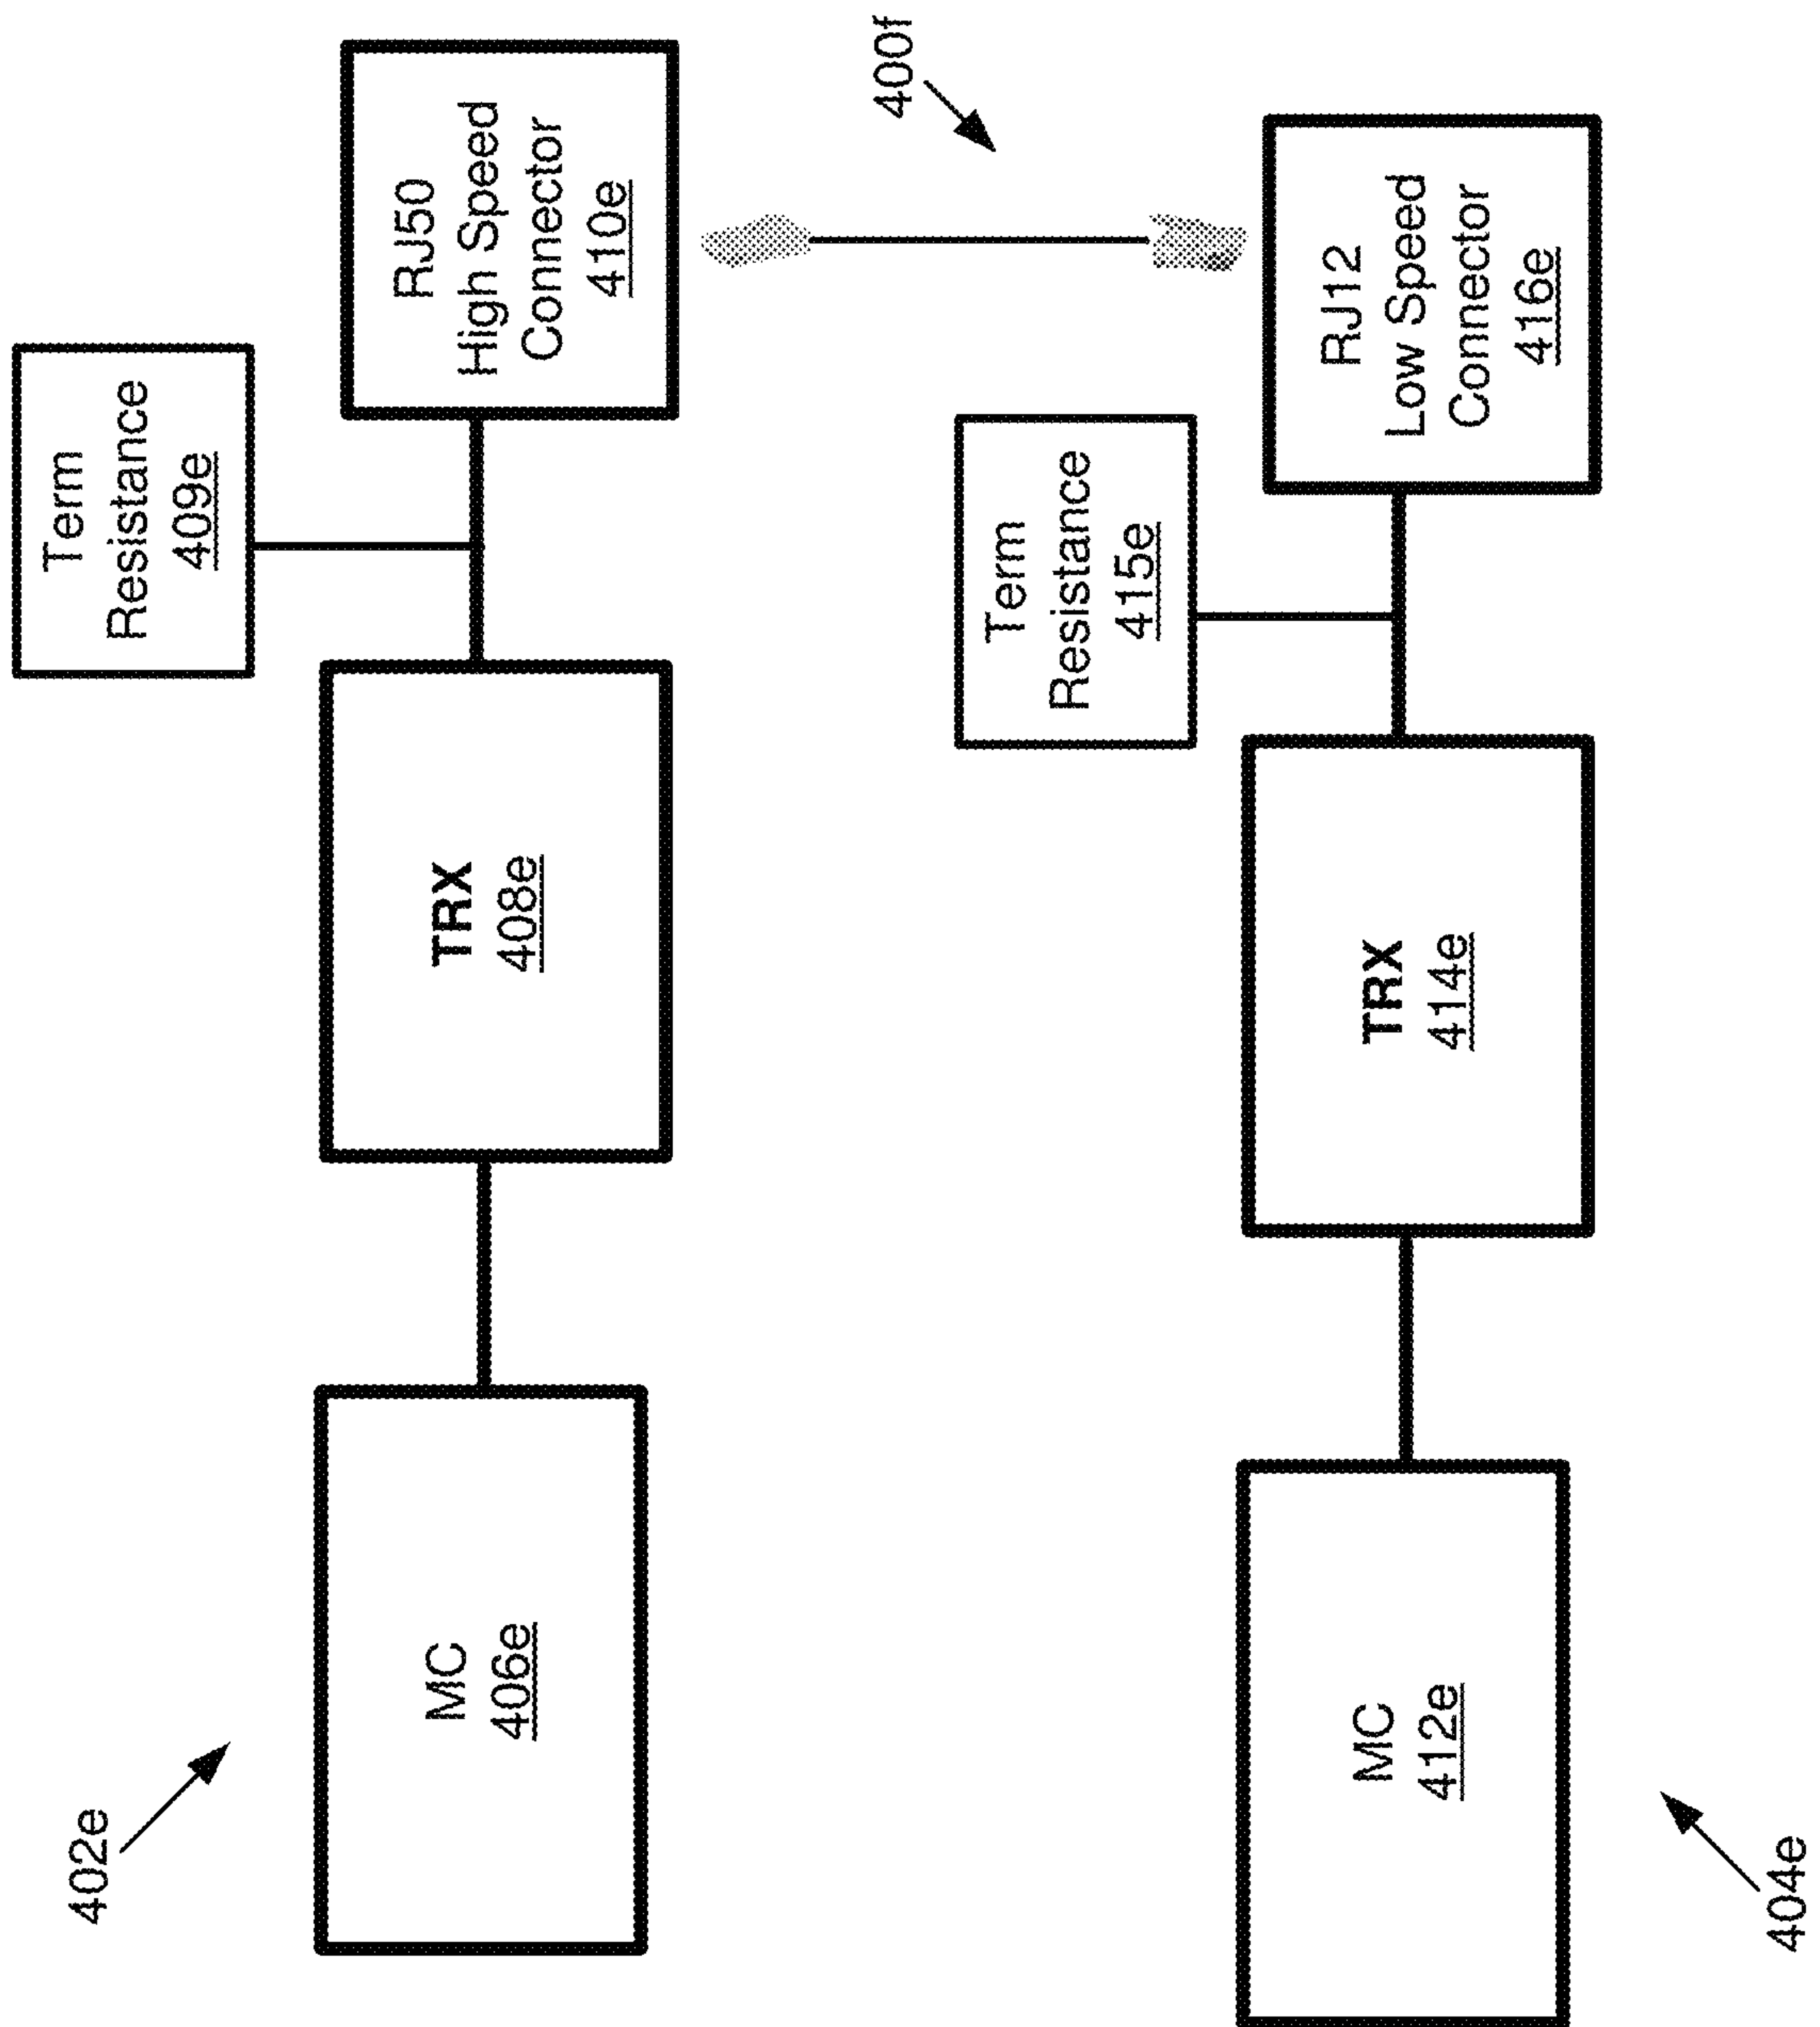 402e
MC
406e
TRX
408e
Term
Resistance
409e
RJ50
High Speed
Connector
410e
400f
404e
MC
412e
TRX
414e
Term
Resistance
415e
RJ12
Low Speed
Connector
416e